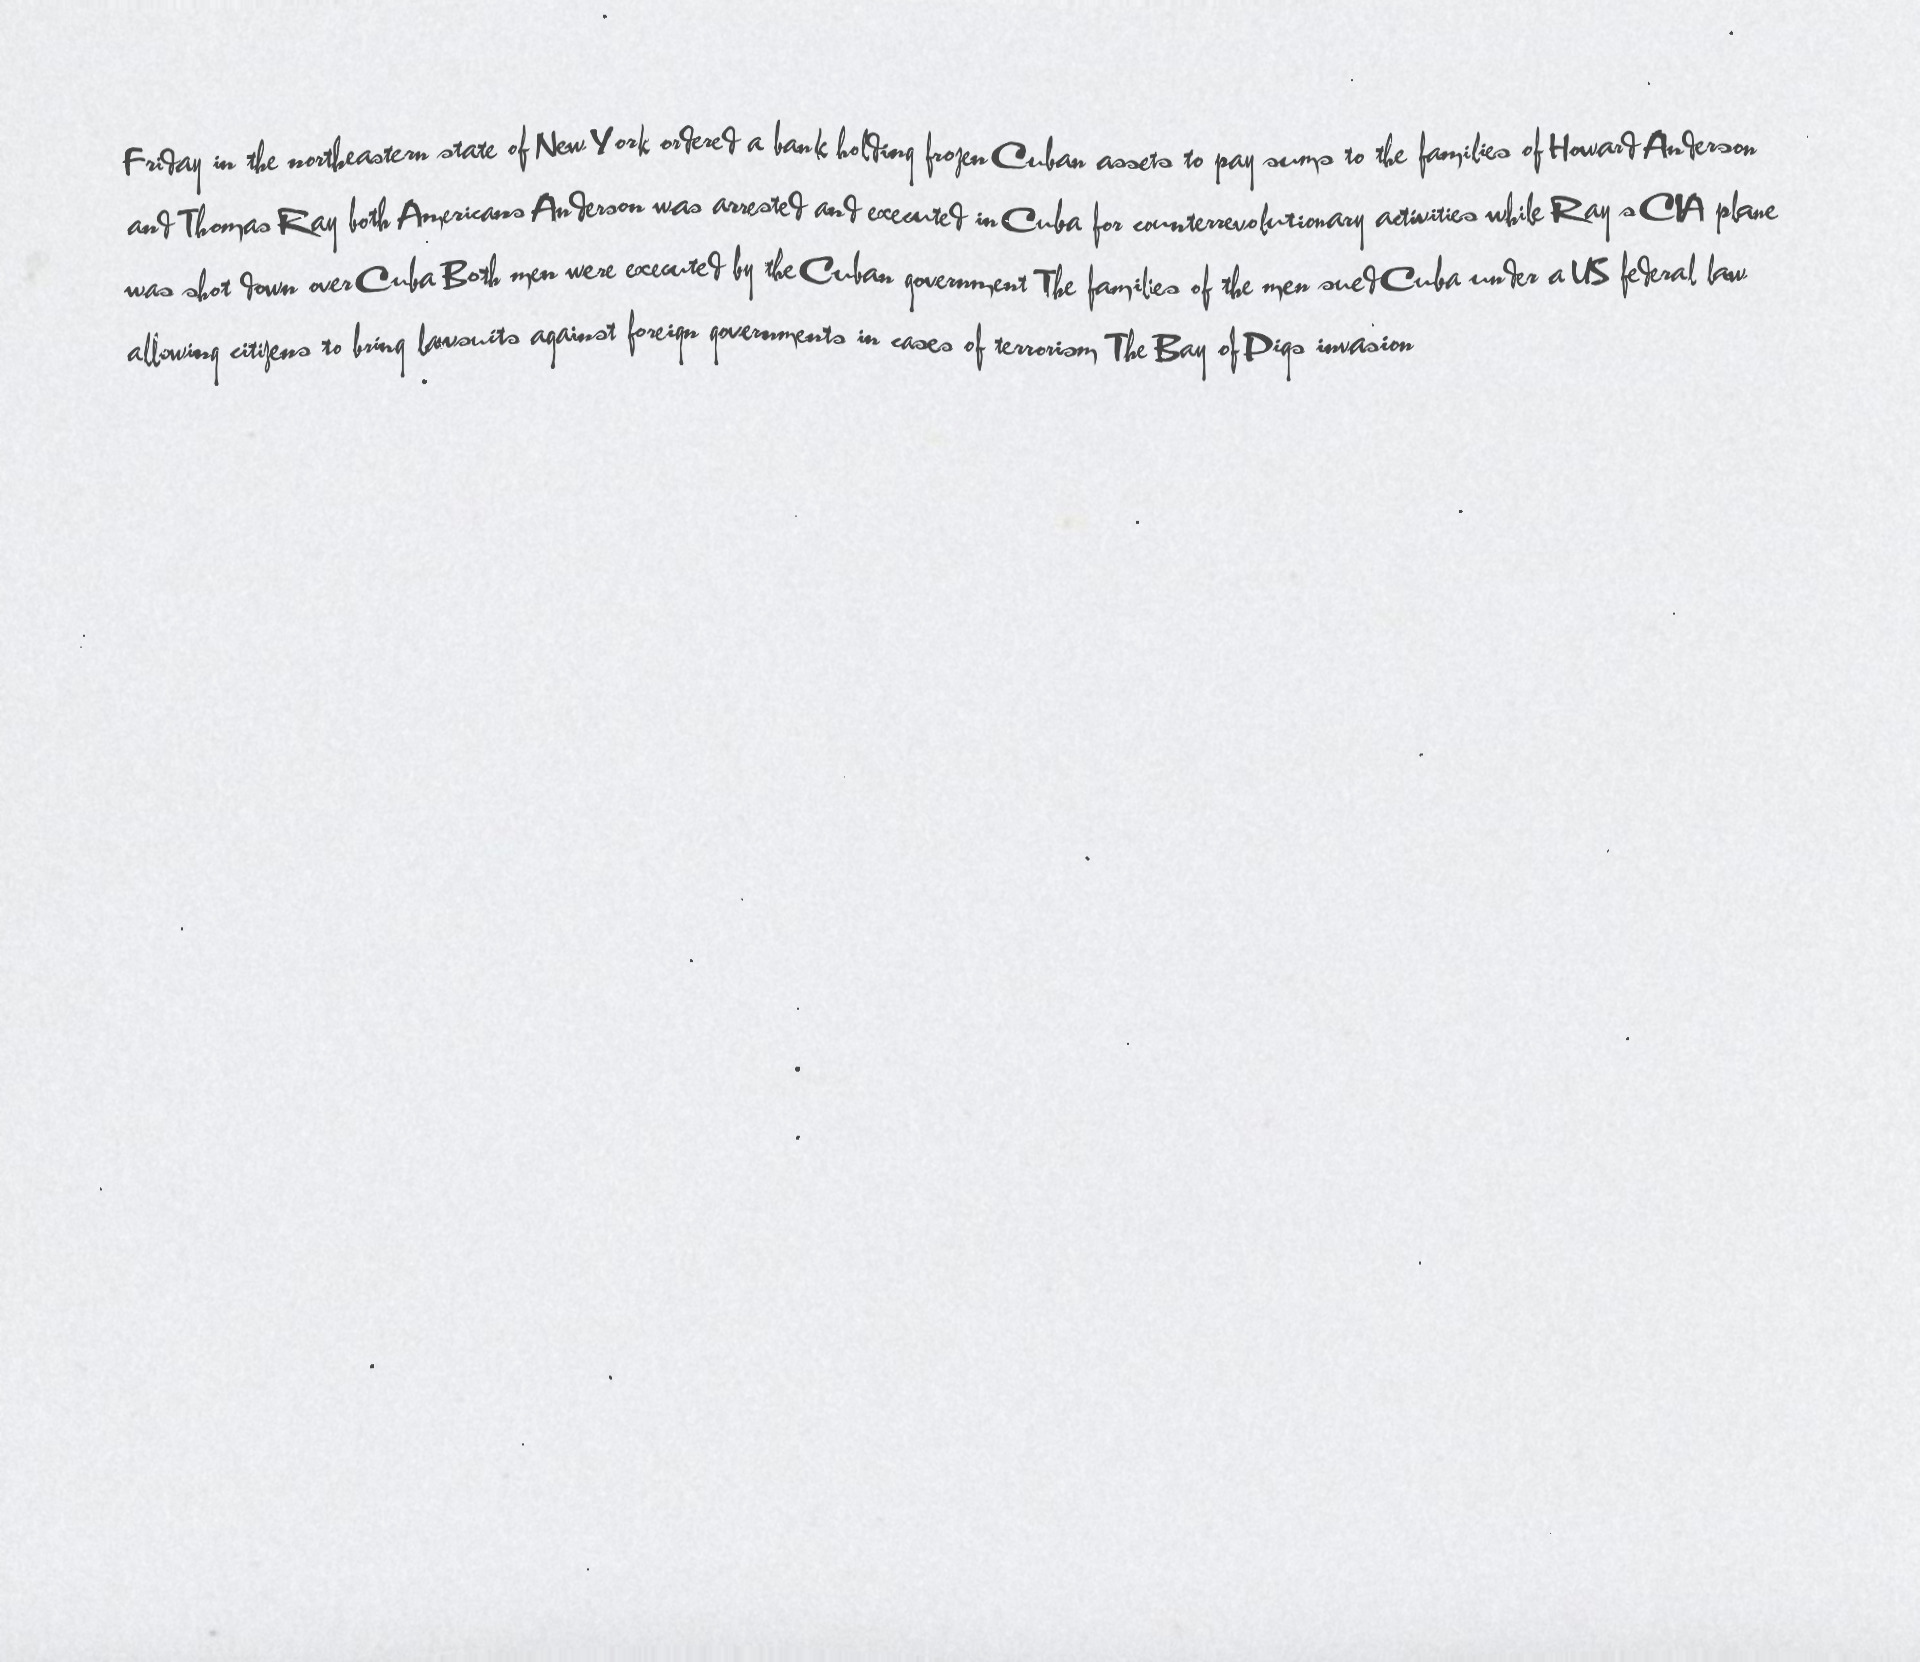 Friday in the northeastern state of New York ordered a bank holding frozen Cuban assets to pay sums to the families of Howard Anderson
and Thomas Ray both Americans Anderson was arrested and executed in Cuba for counterrevolutionary activities while Ray s CIA plane
was shot down over Cuba Both men were executed by the Cuban government The families of the men sued Cuba under a US federal law
allowing citizens to bring lawsuits against foreign governments in cases of terrorism The Bay of Pigs invasion